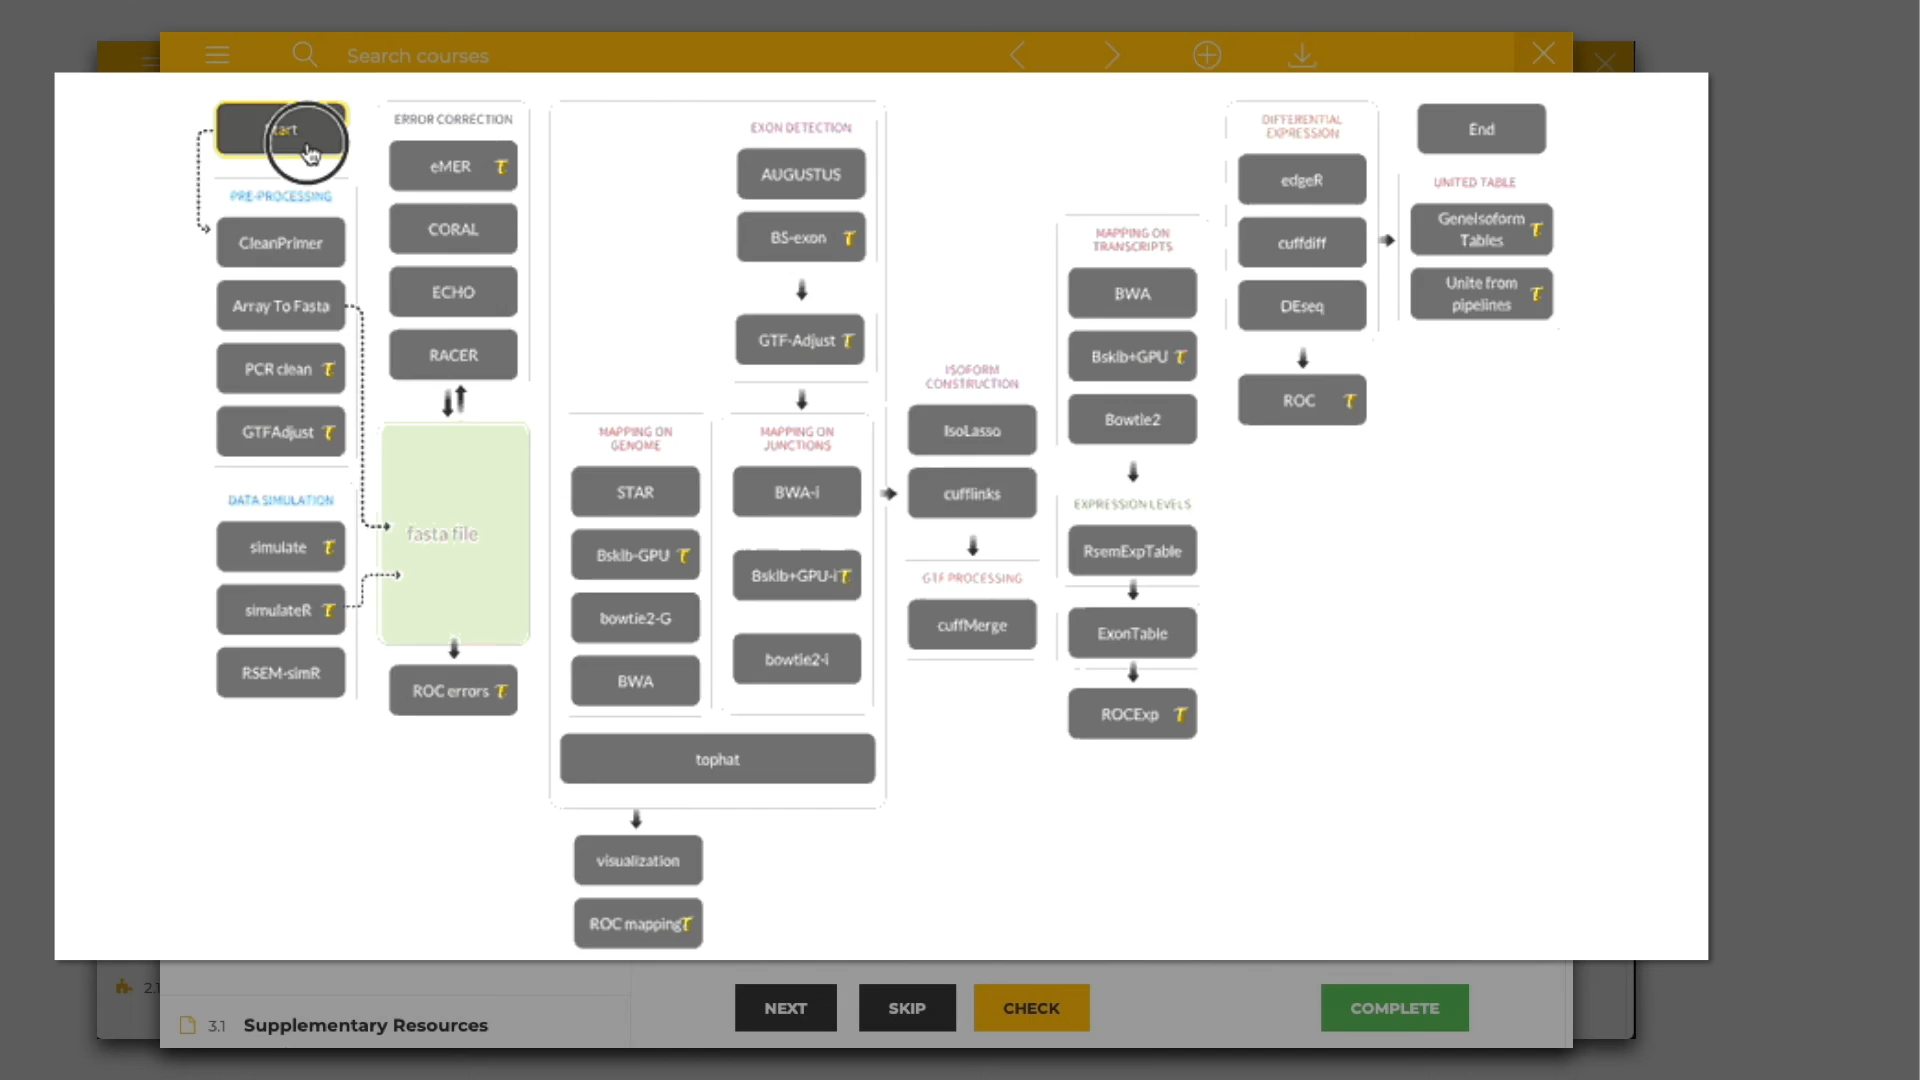 Search courses
Start
PRE-PROCESSING
CleanPrimer
Array To Fasta
PCR clean T
GTFAdjust T
DATA SIMULATION
simulate T
simulateR T
RSEM-simR
ERROR CORRECTION
eMER T
CORAL
ECHO
RACER
fasta file
ROC errors T
EXON DETECTION
AUGUSTUS
BS-exon T
GTF-Adjust T
MAPPING ON
GENOME
STAR
Bsklb-GPU T
bowtie2-G
BWA
MAPPING ON
JUNCTIONS
BWA-i
Bsklb+GPU-i T
bowtie2-i
tophat
visualization
ROC mapping T
ISOFORM
CONSTRUCTION
IsoLasso
cufflinks
GTF PROCESSING
cuffMerge
MAPPING ON
TRANSCRIPTS
BWA
Bsklb+GPU T
Bowtie2
EXPRESSION LEVELS
RsemExpTable
ExonTable
ROCExp T
DIFFERENTIAL
EXPRESSION
edgeR
cuffdiff
DEseq
ROC T
End
UNITED TABLE
GeneIsoform
Tables T
Unite from
pipelines T
2.1
3.1 Supplementary Resources
NEXT
SKIP
CHECK
COMPLETE